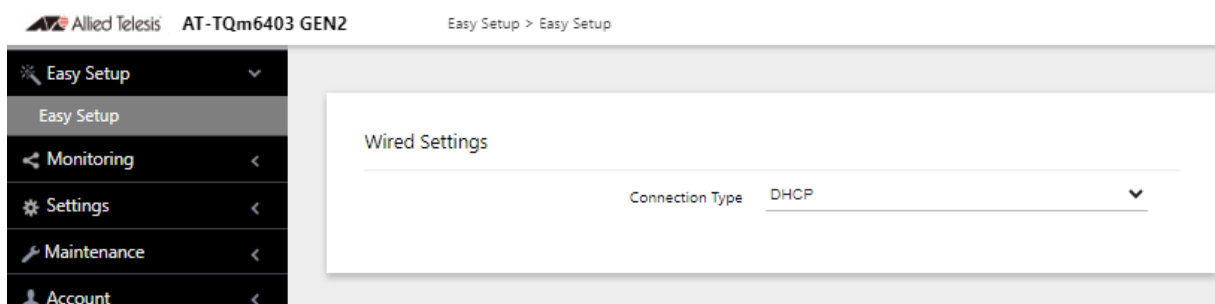 Allied Telesis AT-TQm6403 GEN2 Easy Setup > Easy Setup
Easy Setup
Easy Setup
Monitoring
Settings
Maintenance
Account
Wired Settings
Connection Type DHCP